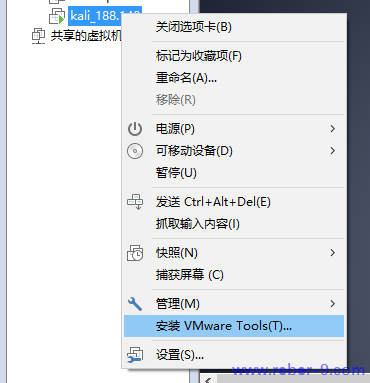 kali_188.14
共享的虚拟机
关闭选项卡(B)
标记为收藏项(F)
重命名(A)...
移除(R)
电源(P)
可移动设备(D)
暂停(U)
发送 Ctrl+Alt+Del(E)
抓取输入内容(I)
快照(N)
捕获屏幕 (C)
管理(M)
安装 VMware Tools(T)...
设置(S)...
www.reber-9.com